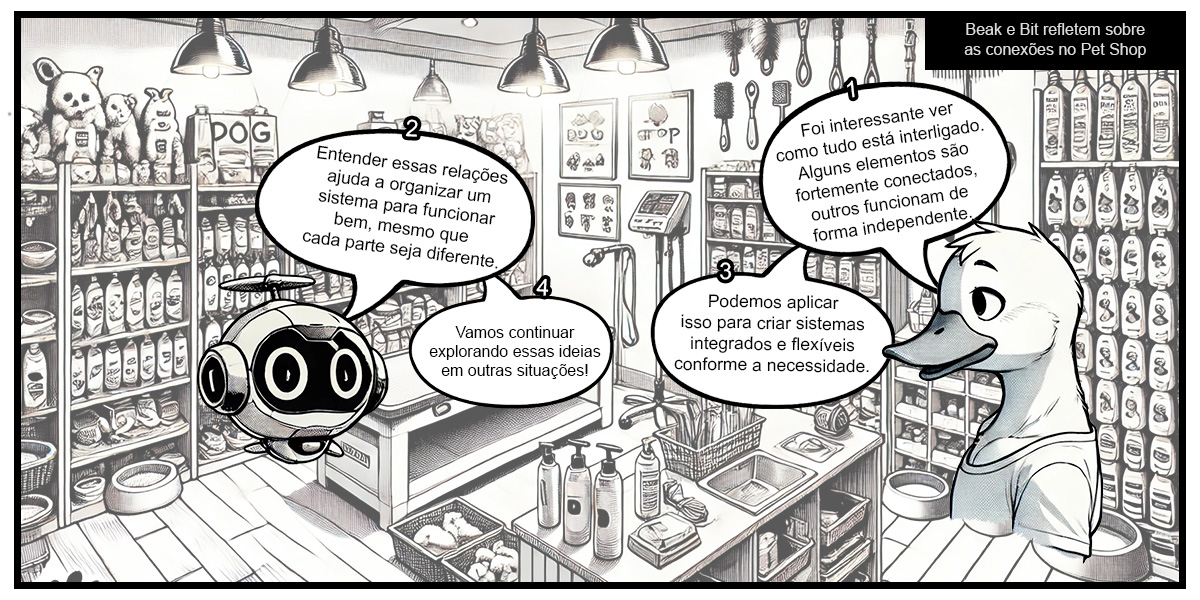 Beak e Bit refletem sobre
as conexões no Pet Shop
1
Foi interessante ver
como tudo está interligado.
Alguns elementos são
fortemente conectados,
outros funcionam de
forma independente.
2
Entender essas relações
ajuda a organizar um
sistema para funcionar
bem, mesmo que
cada parte seja diferente.
3
Podemos aplicar
isso para criar sistemas
integrados e flexíveis
conforme a necessidade.
4
Vamos continuar
explorando essas ideias
em outras situações!
DOG